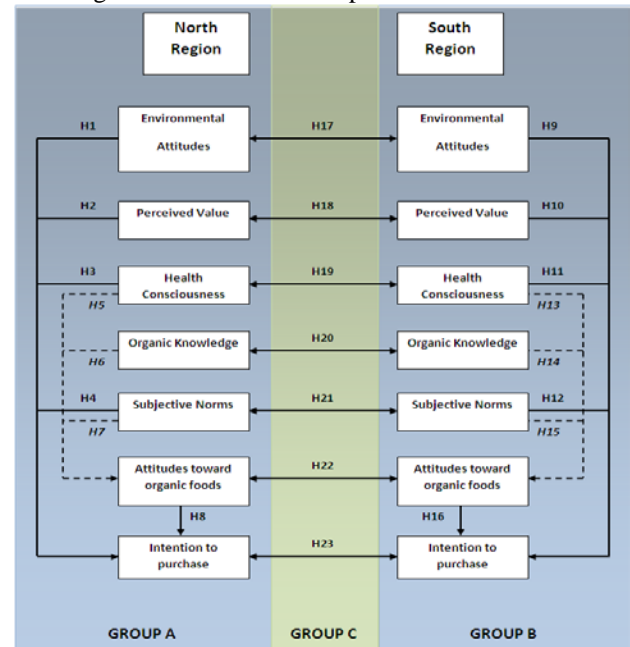 North
Region
South
Region
H1
Environmental
Attitudes
H17
Environmental
Attitudes
H9
H2
Perceived Value
H18
Perceived Value
H10
H3
Health
Consciousness
H19
Health
Consciousness
H11
H5
H13
Organic Knowledge
H20
Organic Knowledge
H6
H14
H4
Subjective Norms
H21
Subjective Norms
H12
H7
H15
Attitudes toward
organic foods
H22
Attitudes toward
organic foods
H8
H16
Intention to
purchase
H23
Intention to
purchase
GROUP A
GROUP C
GROUP B